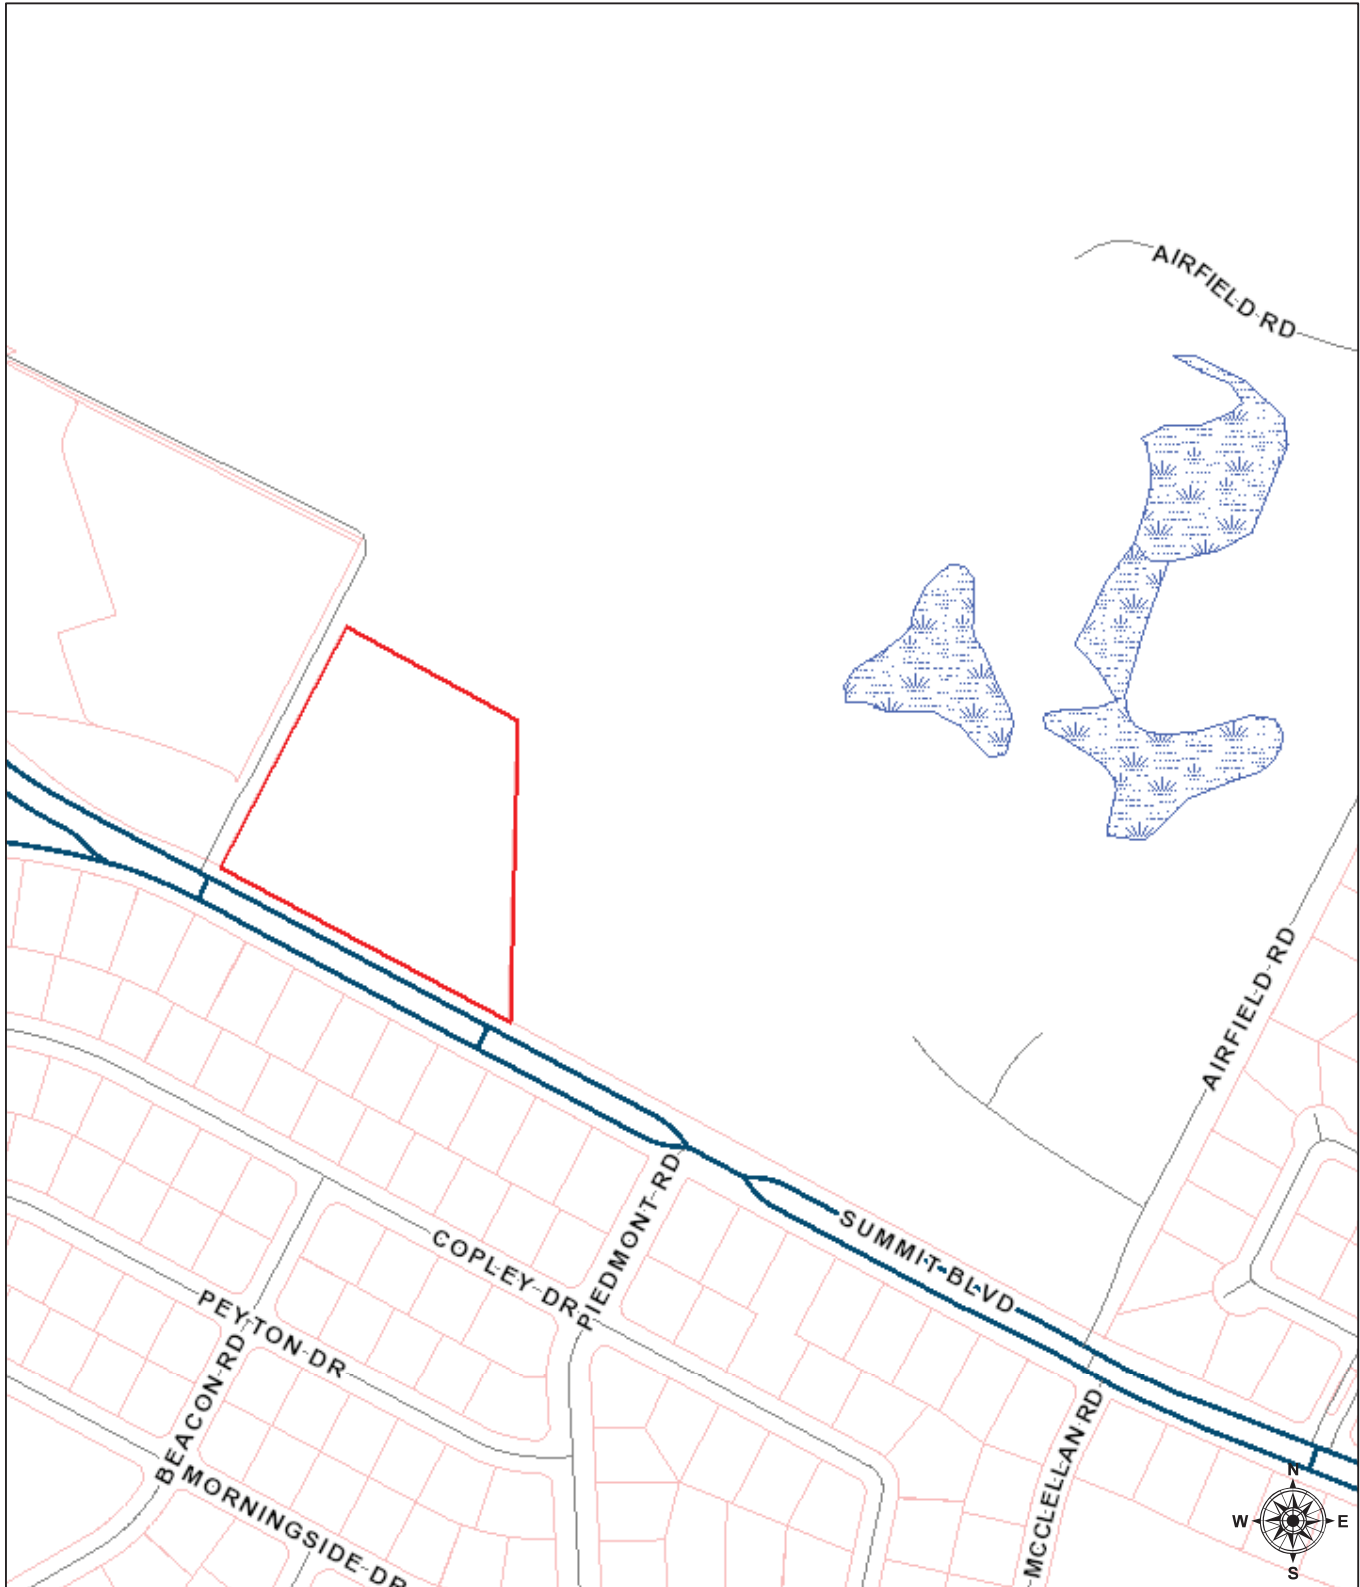 AIRFIELD RD
AIRFIELD RD
PIEDMONT RD
SUMMIT BLVD
COPLEY DR
PEYTON DR
BEACON RD
MCCLELLAN RD
MORNINGSIDE DR
N
W E
S